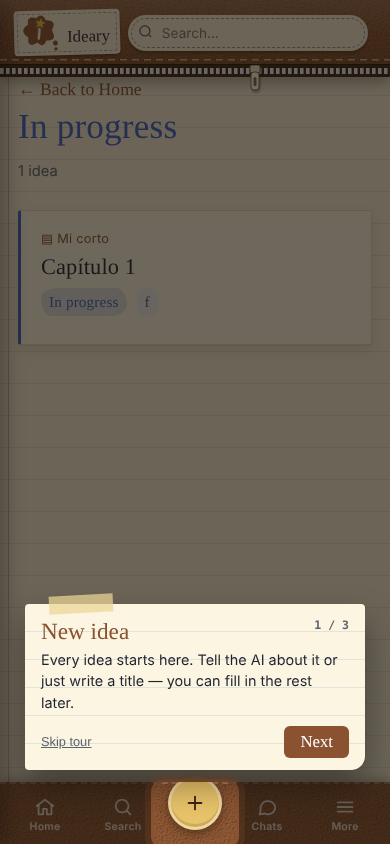 Ideary
Search...
← Back to Home
In progress
1 idea
Mi corto
Capítulo 1
In progress f
New idea
1 / 3
Every idea starts here. Tell the AI about it or
just write a title — you can fill in the rest
later.
Skip tour
Next
+
Home
Search
Chats
More